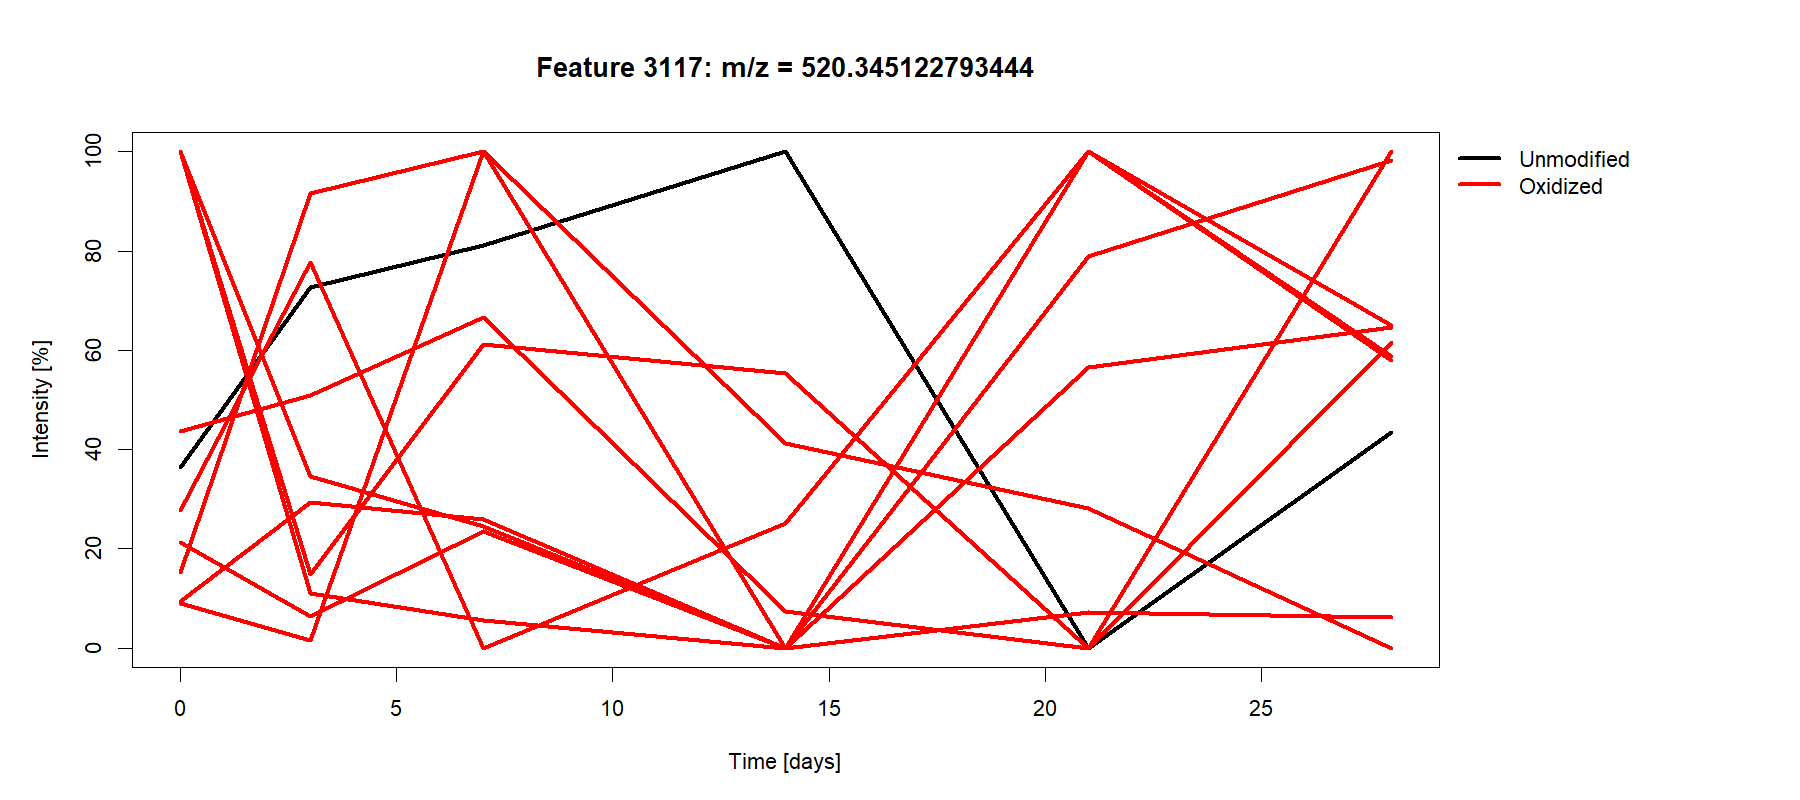 Feature 3117: m/z = 520.345122793444
Unmodified
Oxidized
Intensity [%]
100
80
60
40
20
0
0 5 10 15 20 25
Time [days]